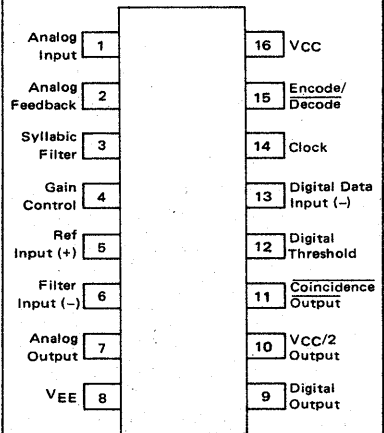 Analog
Input
1
16
VCC
Analog
Feedback
2
15
Encode/
Decode
Syllabic
Filter
3
14
Clock
Gain
Control
4
13
Digital Data
Input (–)
Ref
Input (+)
5
12
Digital
Threshold
Filter
Input (–)
6
11
Coincidence
Output
Analog
Output
7
10
VCC/2
Output
VEE
8
9
Digital
Output